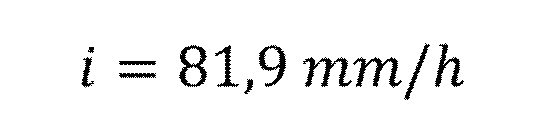 i = 81,9 mm/h